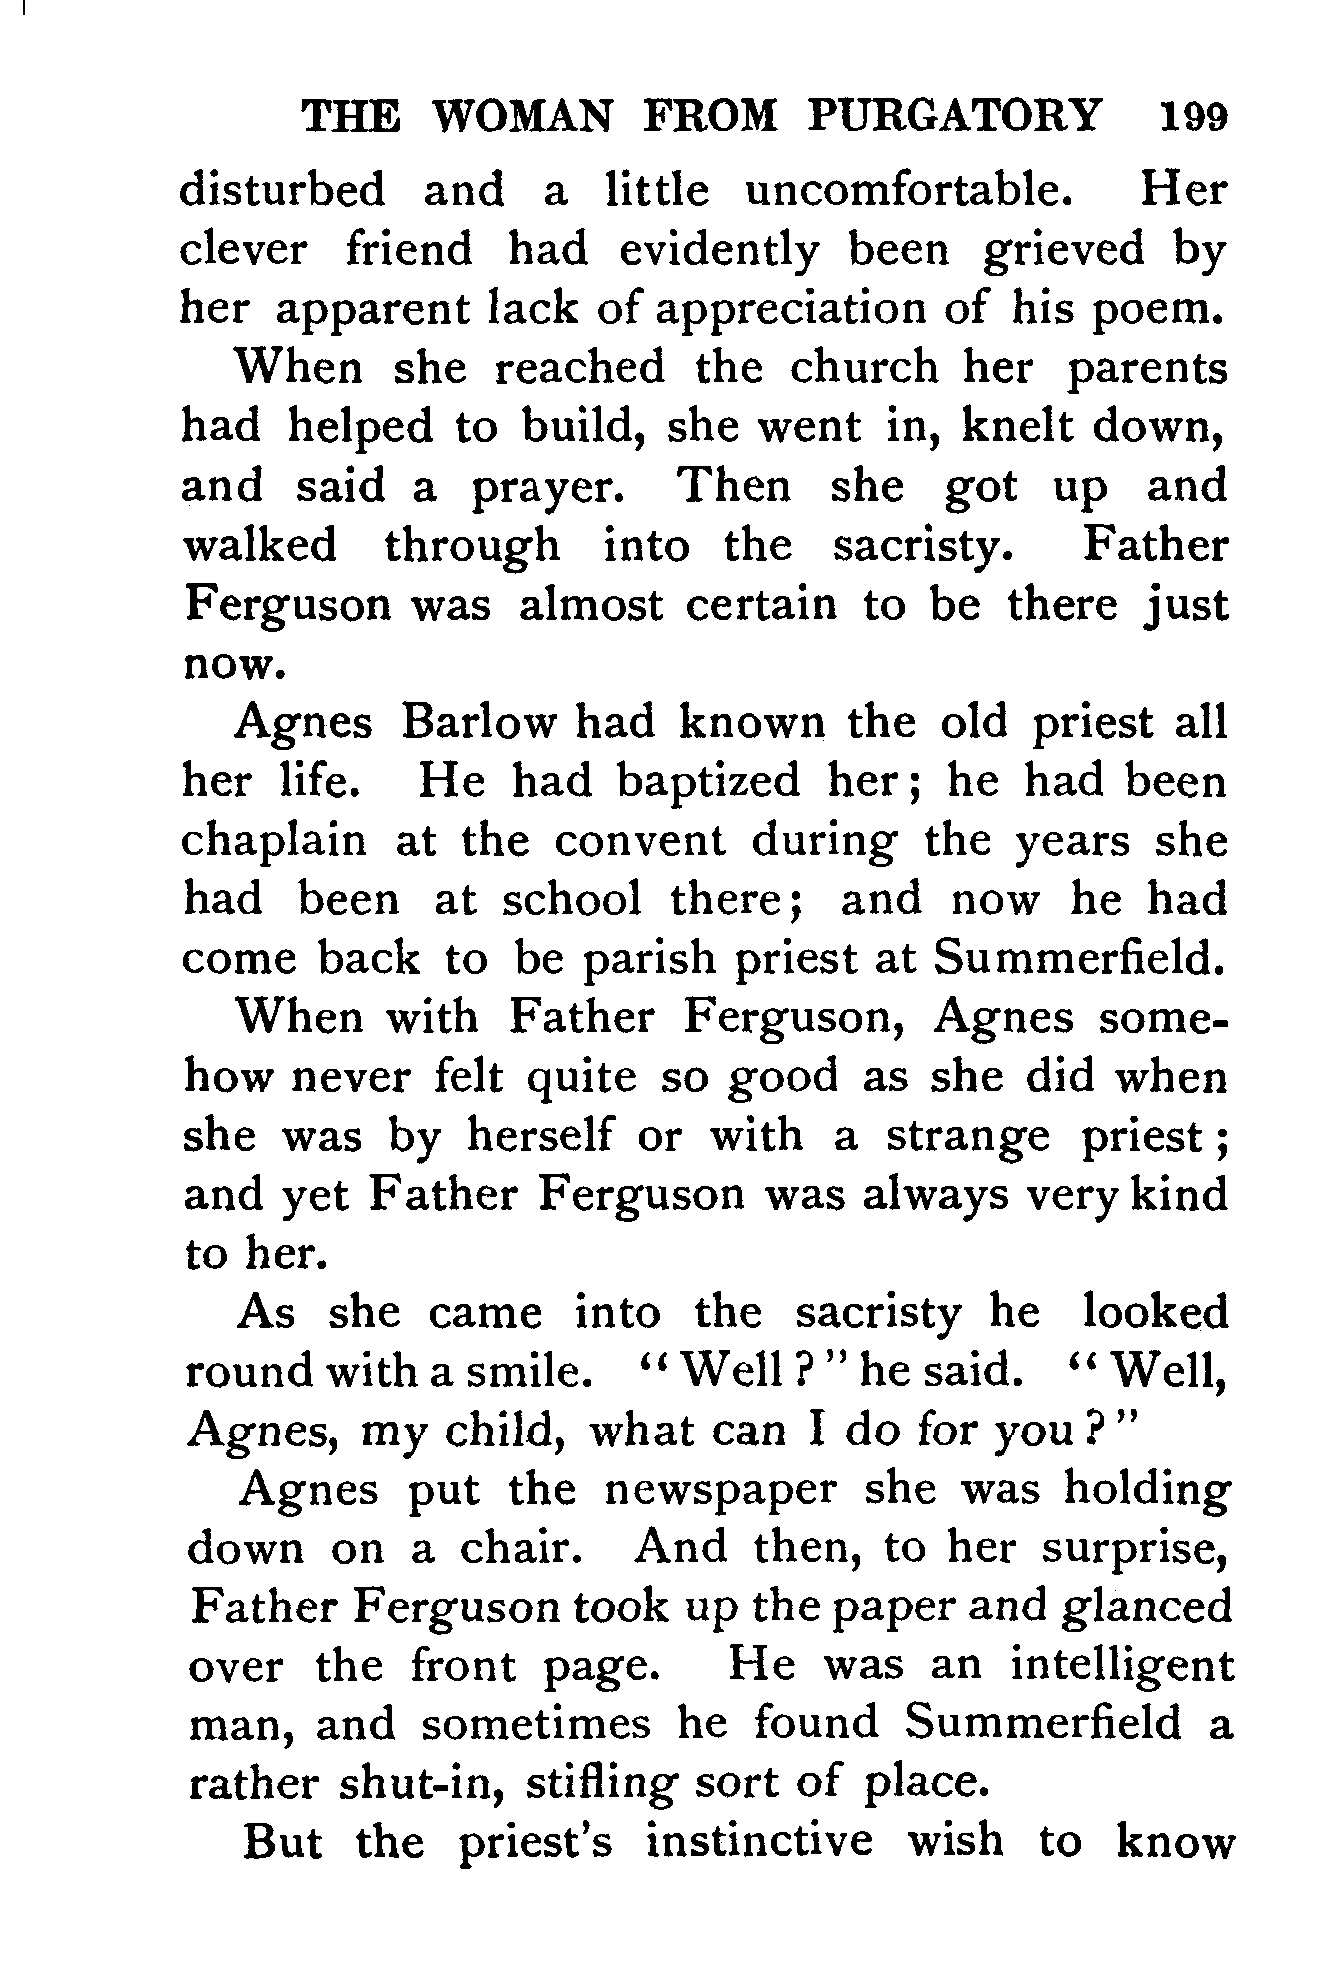 THE WOMAN FROM PURGATORY 199
disturbed and a little uncomfortable. Her
clever friend had evidently been grieved by
her apparent lack of appreciation of his poem.
When she reached the church her parents
had helped to build, she went in, knelt down,
and said a prayer. Then she got up and
walked through into the sacristy. Father
Ferguson was almost certain to be there just
now.
Agnes Barlow had known the old priest all
her life. He had baptized her; he had been
chaplain at the convent during the years she
had been at school there; and now he had
come back to be parish priest at Summerfield.
When with Father Ferguson, Agnes some-
how never felt quite so good as she did when
she was by herself or with a strange priest;
and yet Father Ferguson was always very kind
to her.
As she came into the sacristy he looked
round with a smile. “Well?” he said. “Well,
Agnes, my child, what can I do for you?”
Agnes put the newspaper she was holding
down on a chair. And then, to her surprise,
Father Ferguson took up the paper and glanced
over the front page. He was an intelligent
man, and sometimes he found Summerfield a
rather shut-in, stifling sort of place.
But the priest's instinctive wish to know